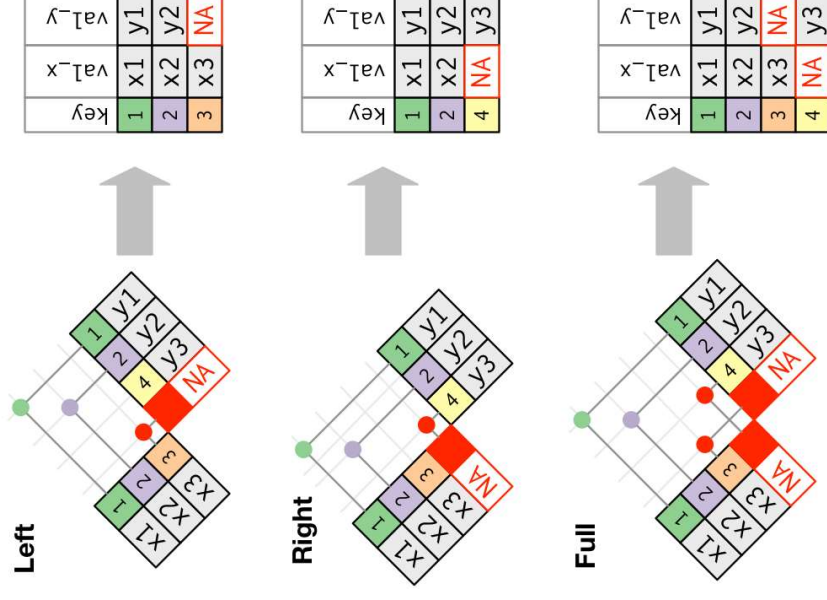 Left
1 x1
2 x2
3 x3
1 y1
2 y2
4 y3
NA
key val_x val_y
1 x1 y1
2 x2 y2
3 x3 NA
Right
1 x1
2 x2
3 x3
NA
1 y1
2 y2
4 y3
key val_x val_y
1 x1 y1
2 x2 y2
4 NA y3
Full
1 x1
2 x2
3 x3
NA
1 y1
2 y2
4 y3
NA
key val_x val_y
1 x1 y1
2 x2 y2
3 x3 NA
4 NA y3